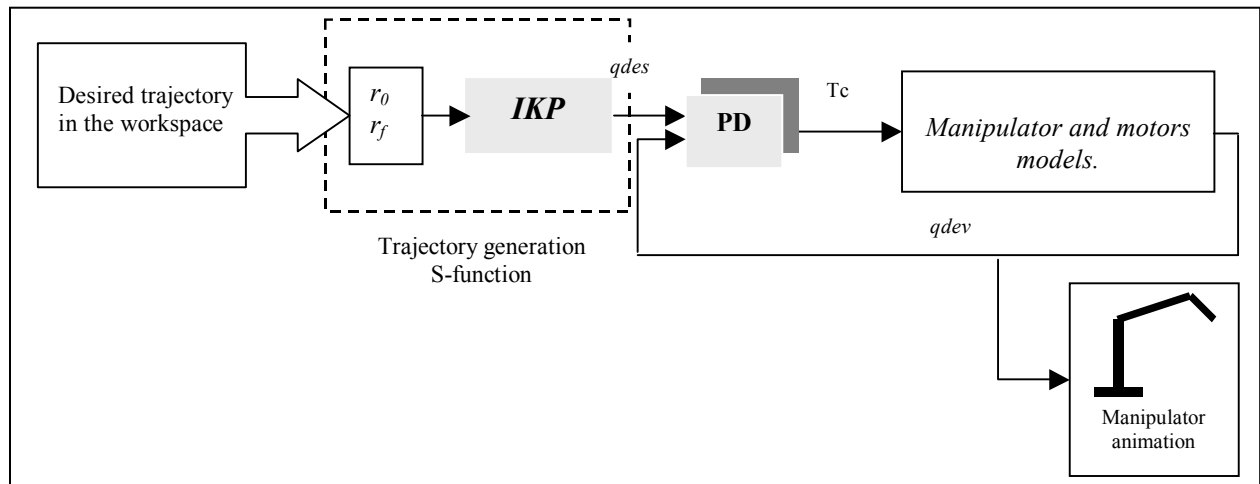 Desired trajectory
in the workspace
r0
rf
IKP
qdes
PD
Tc
Manipulator and motors
models.
qdev
Trajectory generation
S-function
Manipulator
animation